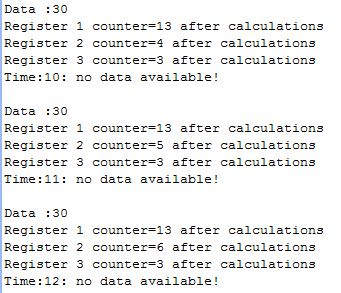 Data :30
Register 1 counter=13 after calculations
Register 2 counter=4 after calculations
Register 3 counter=3 after calculations
Time:10: no data available!
Data :30
Register 1 counter=13 after calculations
Register 2 counter=5 after calculations
Register 3 counter=3 after calculations
Time:11: no data available!
Data :30
Register 1 counter=13 after calculations
Register 2 counter=6 after calculations
Register 3 counter=3 after calculations
Time:12: no data available!